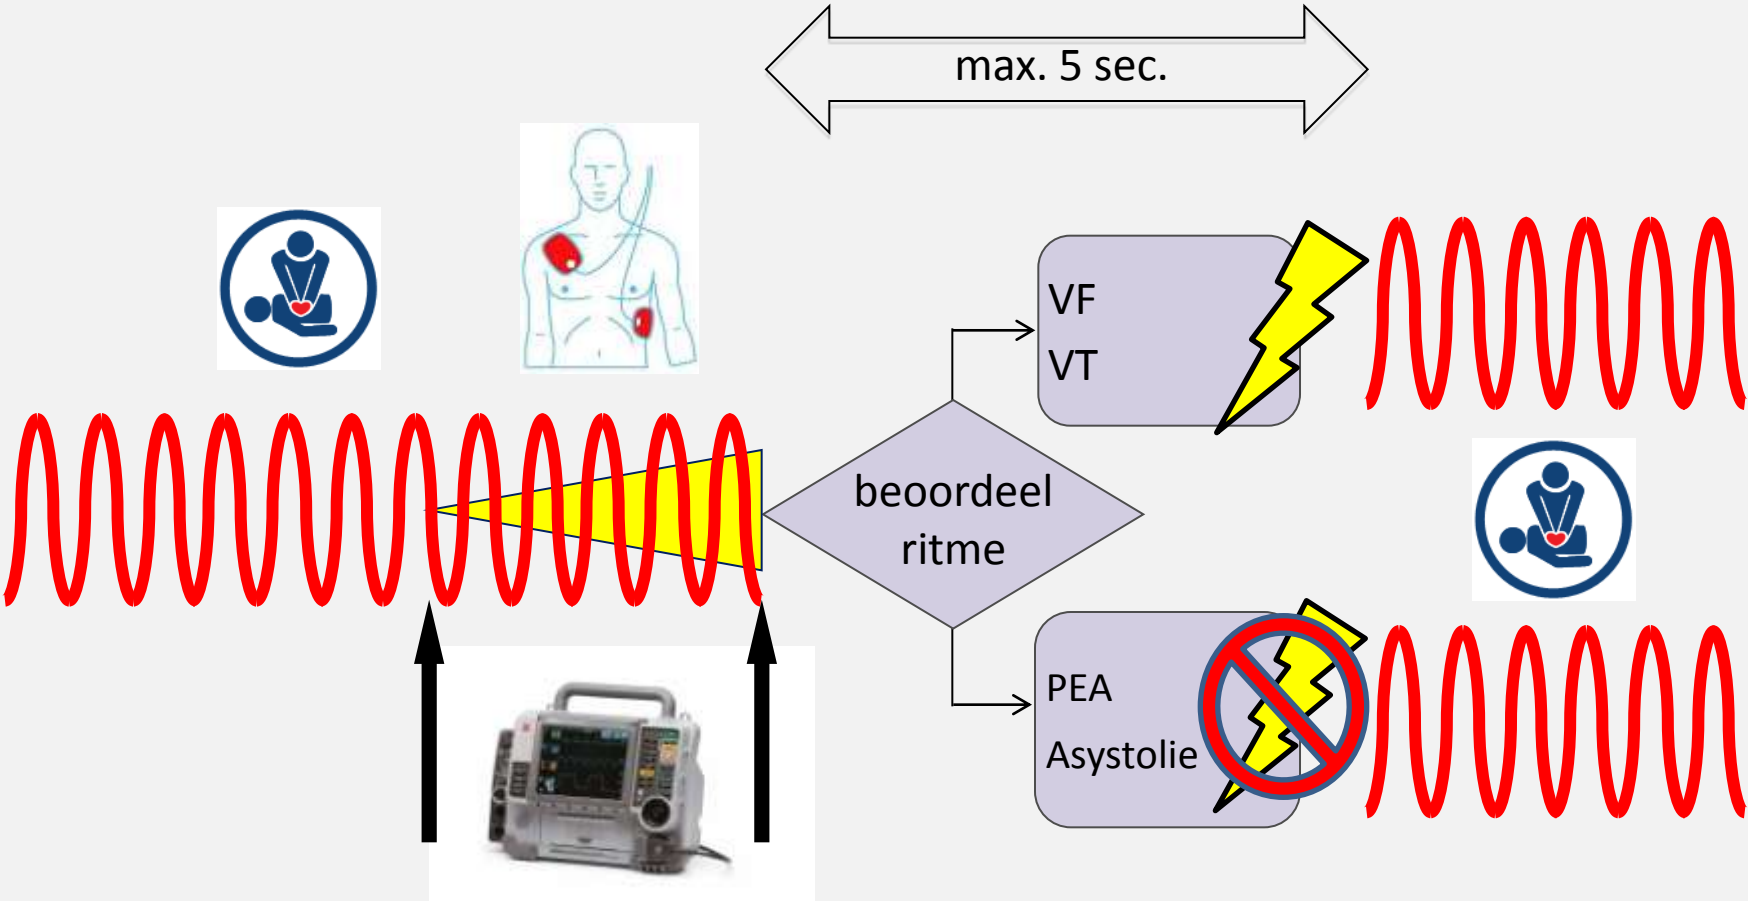 max. 5 sec.
VF
VT
beoordeel
ritme
PEA
Asystolie